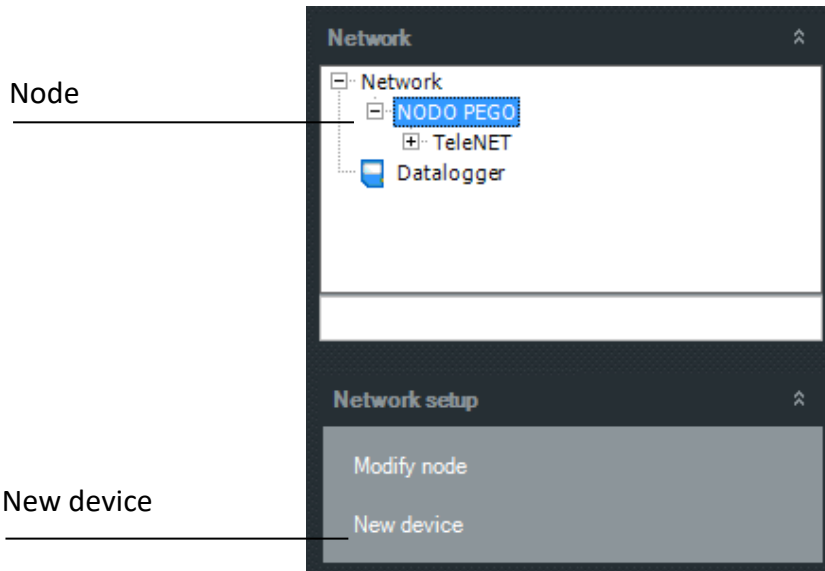 Network
Network
Node
NODO PEGO
TeleNET
Datalogger
Network setup
Modify node
New device
New device